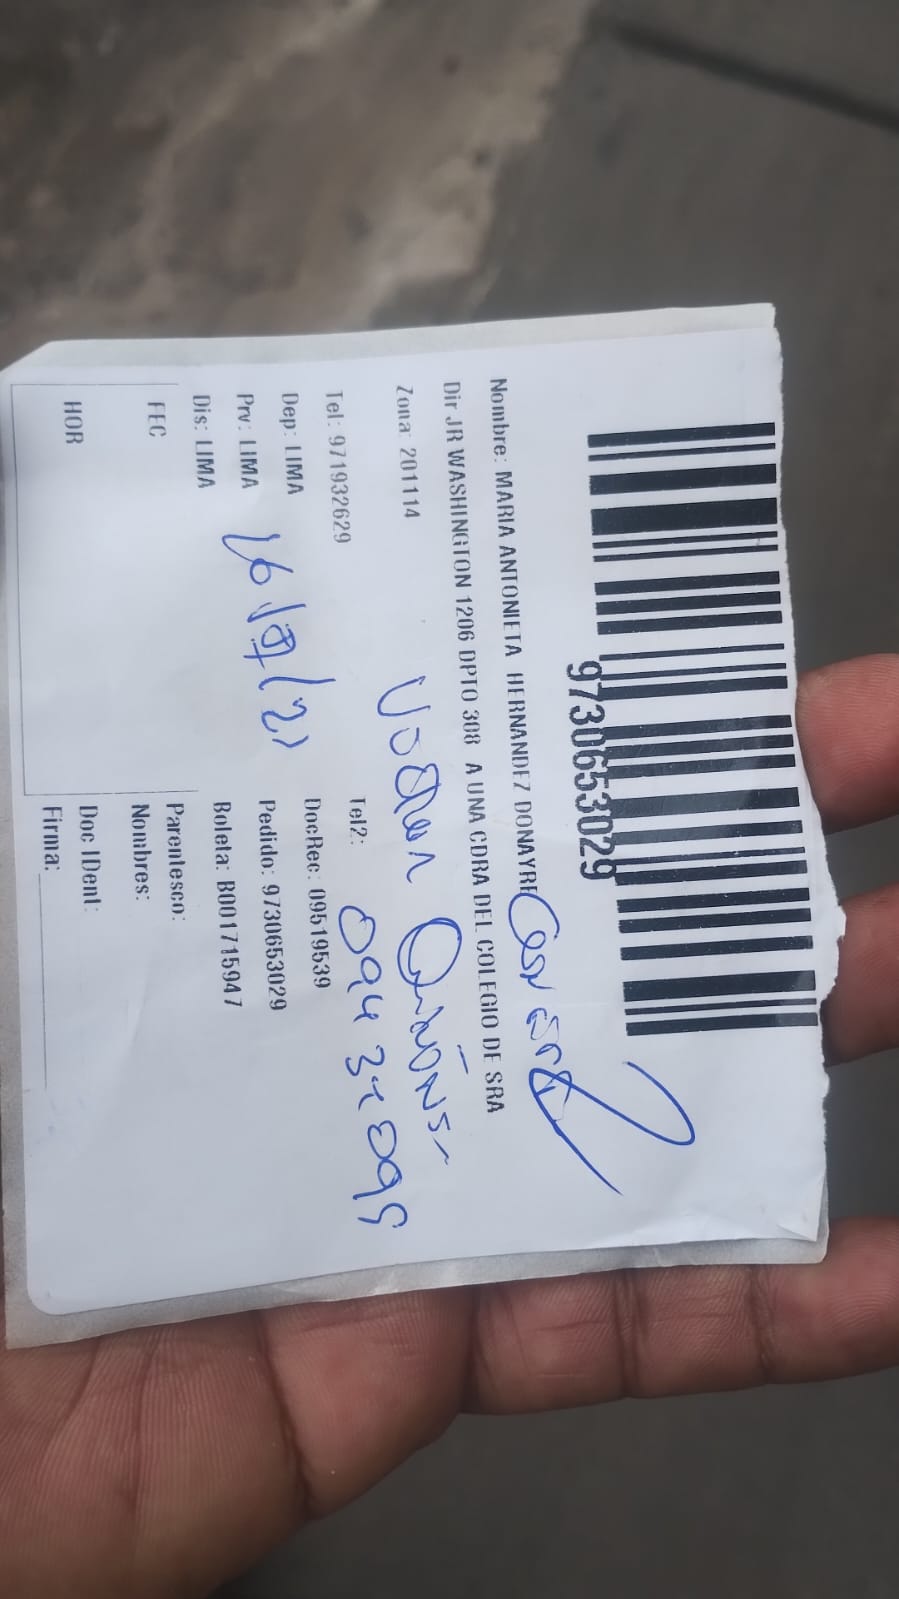 9730653029
Nombre: MARIA ANTONIETA HERNANDEZ DONAYRE
Dir JR WASHINGTON 1206 DPTO 308 A UNA CDRA DEL COLEGIO DE SRA
Zona: 201114
Tel: 971932629 Tel2:
Dep: LIMA DocRec: 09519539
Prv: LIMA Pedido: 9730653029
Dis: LIMA Boleta: B001715947
FEC Parentesco:
Nombres:
HOR Doc IDent:
Firma: